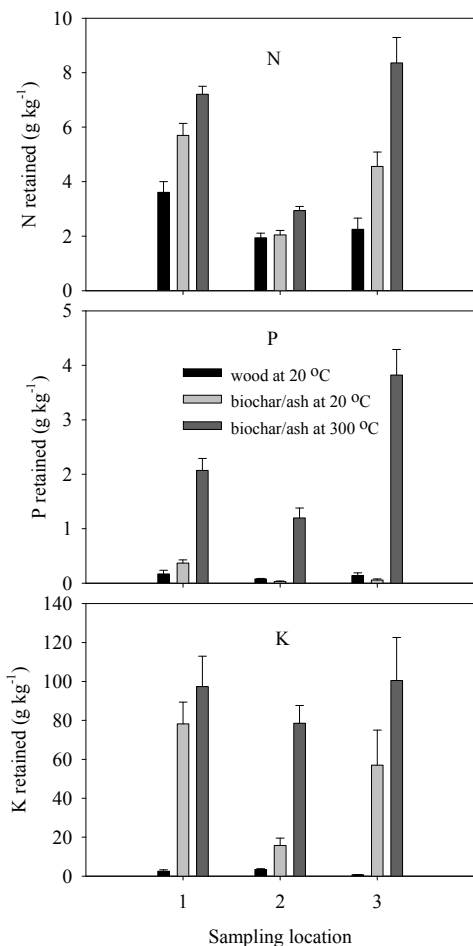 10
8
6
4
2
0
N retained (g kg⁻¹)
N
5
4
3
2
1
0
P retained (g kg⁻¹)
P
wood at 20 ºC
biochar/ash at 20 ºC
biochar/ash at 300 ºC
140
120
100
80
60
40
20
0
K retained (g kg⁻¹)
K
1 2 3
Sampling location